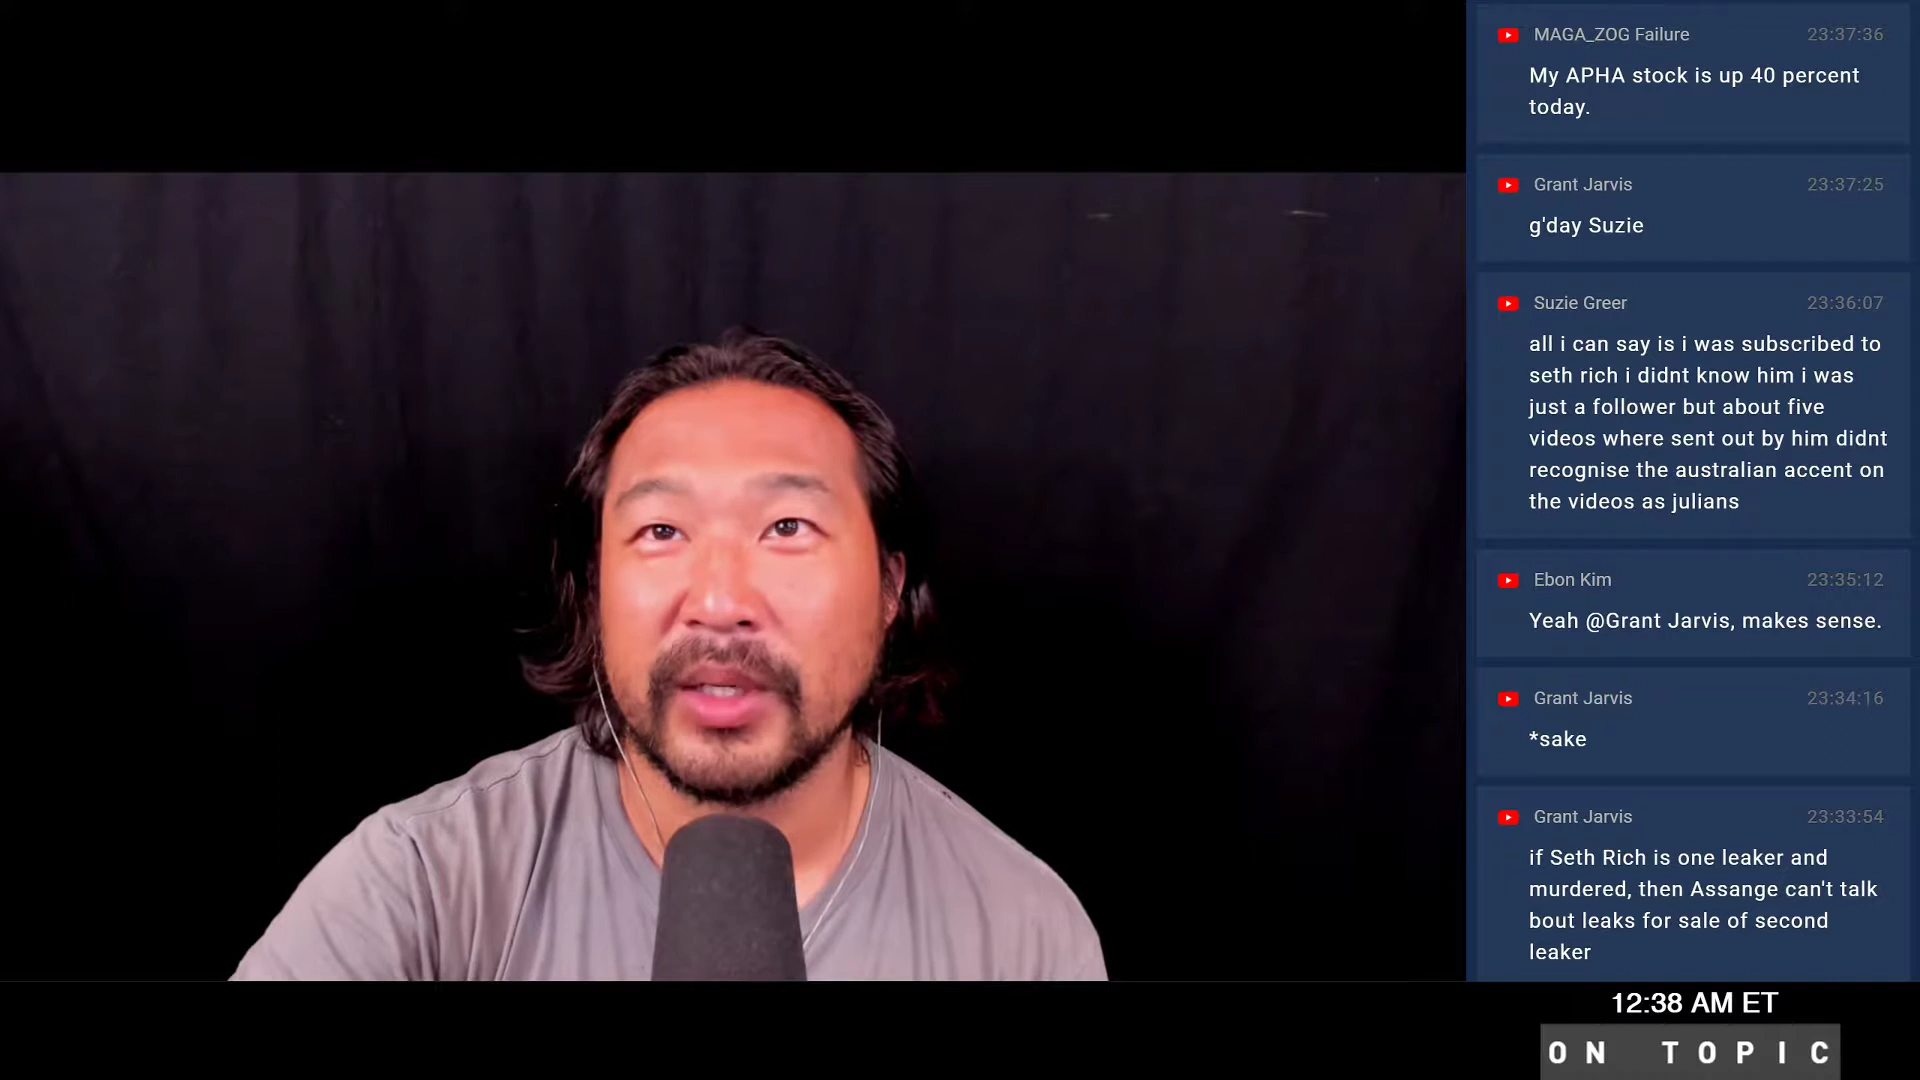 MAGA_ZOG Failure 23:37:36
My APHA stock is up 40 percent
today.
Grant Jarvis 23:37:25
g'day Suzie
Suzie Greer 23:36:07
all i can say is i was subscribed to
seth rich i didnt know him i was
just a follower but about five
videos where sent out by him didnt
recognise the australian accent on
the videos as julians
Ebon Kim 23:35:12
Yeah @Grant Jarvis, makes sense.
Grant Jarvis 23:34:16
*sake
Grant Jarvis 23:33:54
if Seth Rich is one leaker and
murdered, then Assange can't talk
bout leaks for sale of second
leaker
12:38 AM ET
ON TOPIC